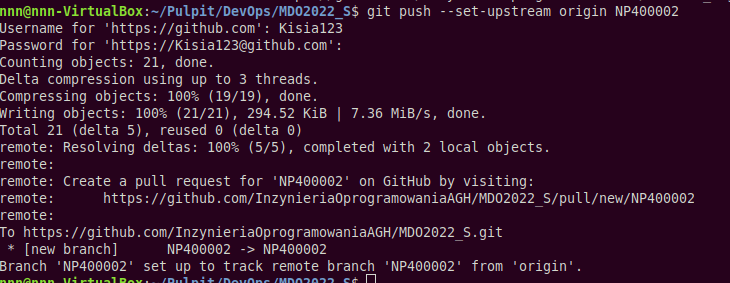 nnn@nnn-VirtualBox:~/Pulpit/DevOps/MDO2022_S$ git push --set-upstream origin NP400002
Username for 'https://github.com': Kisia123
Password for 'https://Kisia123@github.com':
Counting objects: 21, done.
Delta compression using up to 3 threads.
Compressing objects: 100% (19/19), done.
Writing objects: 100% (21/21), 294.52 KiB | 7.36 MiB/s, done.
Total 21 (delta 5), reused 0 (delta 0)
remote: Resolving deltas: 100% (5/5), completed with 2 local objects.
remote:
remote: Create a pull request for 'NP400002' on GitHub by visiting:
remote:      https://github.com/InzynieriaOprogramowaniaAGH/MDO2022_S/pull/new/NP400002
remote:
To https://github.com/InzynieriaOprogramowaniaAGH/MDO2022_S.git
 * [new branch]      NP400002 -> NP400002
Branch 'NP400002' set up to track remote branch 'NP400002' from 'origin'.
nnn@nnn-VirtualBox:~/Pulpit/DevOps/MDO2022_S$